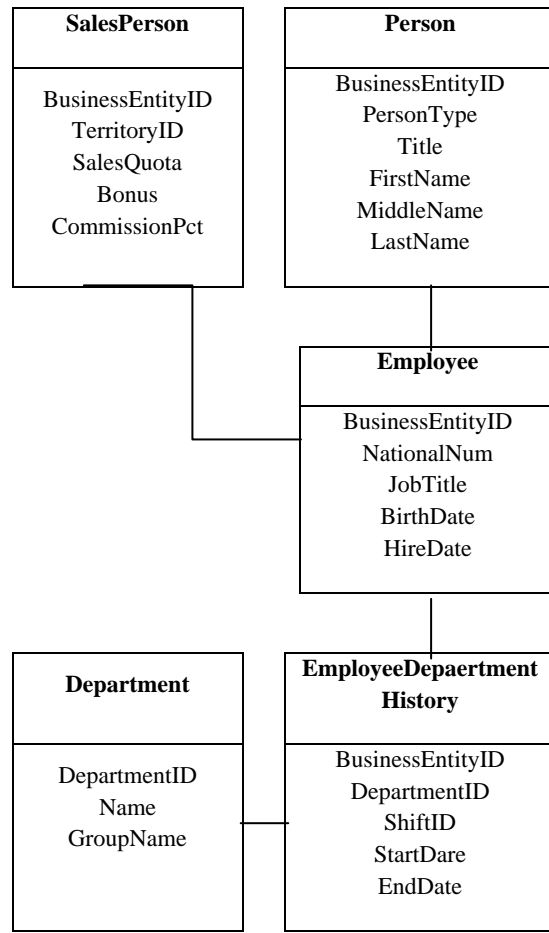 SalesPerson
BusinessEntityID
TerritoryID
SalesQuota
Bonus
CommissionPct
Person
BusinessEntityID
PersonType
Title
FirstName
MiddleName
LastName
Employee
BusinessEntityID
NationalNum
JobTitle
BirthDate
HireDate
Department
DepartmentID
Name
GroupName
EmployeeDepaertment
History
BusinessEntityID
DepartmentID
ShiftID
StartDare
EndDate